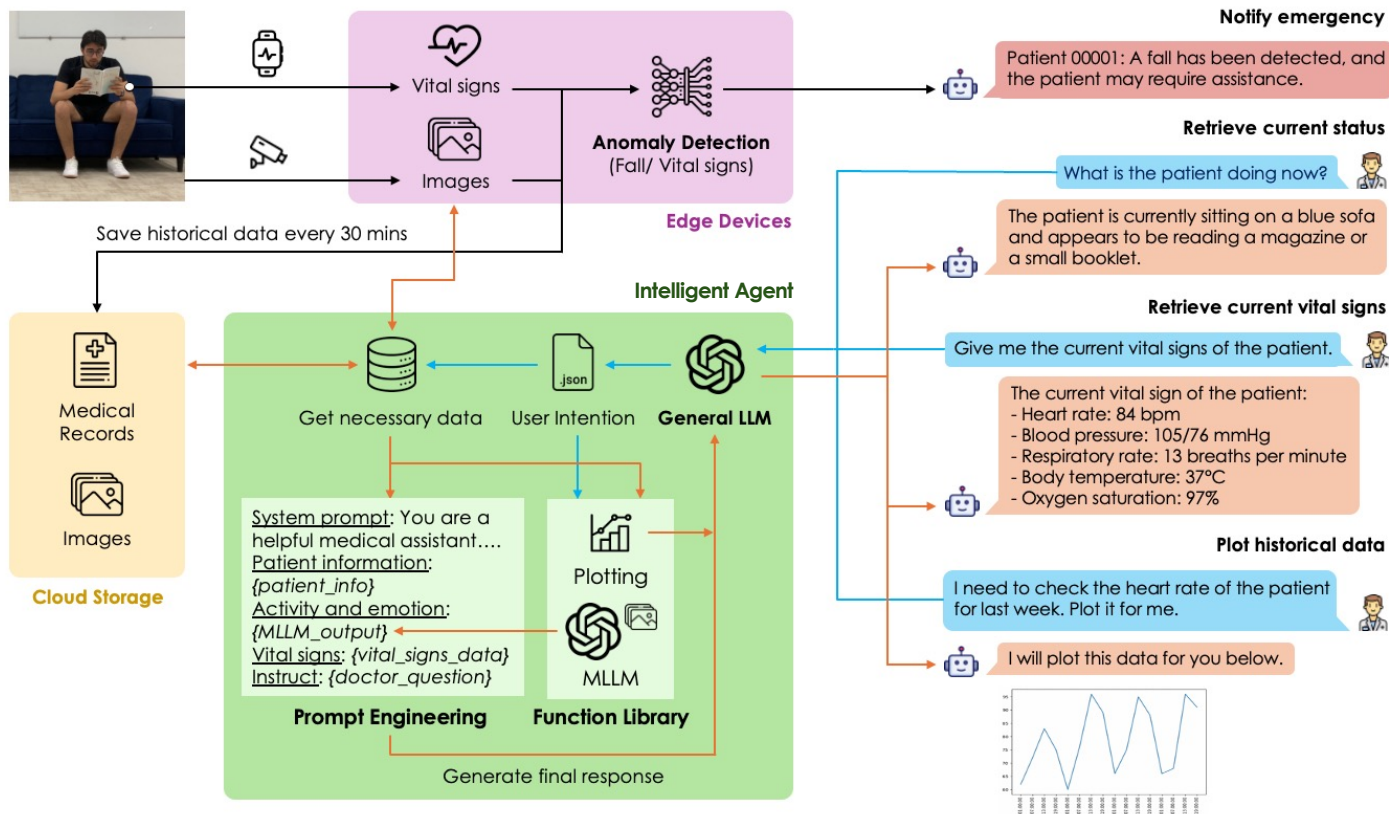 Notify emergency
Patient 00001: A fall has been detected, and
the patient may require assistance.
Vital signs
Images
Anomaly Detection
(Fall/ Vital signs)
Edge Devices
Save historical data every 30 mins
Retrieve current status
What is the patient doing now?
The patient is currently sitting on a blue sofa
and appears to be reading a magazine or
a small booklet.
Intelligent Agent
Medical
Records
Images
Cloud Storage
.json
Get necessary data
User Intention
General LLM
System prompt: You are a
helpful medical assistant....
Patient information:
{patient_info}
Activity and emotion:
{MLLM_output}
Vital signs: {vital_signs_data}
Instruct: {doctor_question}
Prompt Engineering
Plotting
MLLM
Function Library
Generate final response
Retrieve current vital signs
Give me the current vital signs of the patient.
The current vital sign of the patient:
- Heart rate: 84 bpm
- Blood pressure: 105/76 mmHg
- Respiratory rate: 13 breaths per minute
- Body temperature: 37°C
- Oxygen saturation: 97%
Plot historical data
I need to check the heart rate of the patient
for last week. Plot it for me.
I will plot this data for you below.
95
90
85
80
75
70
65
60